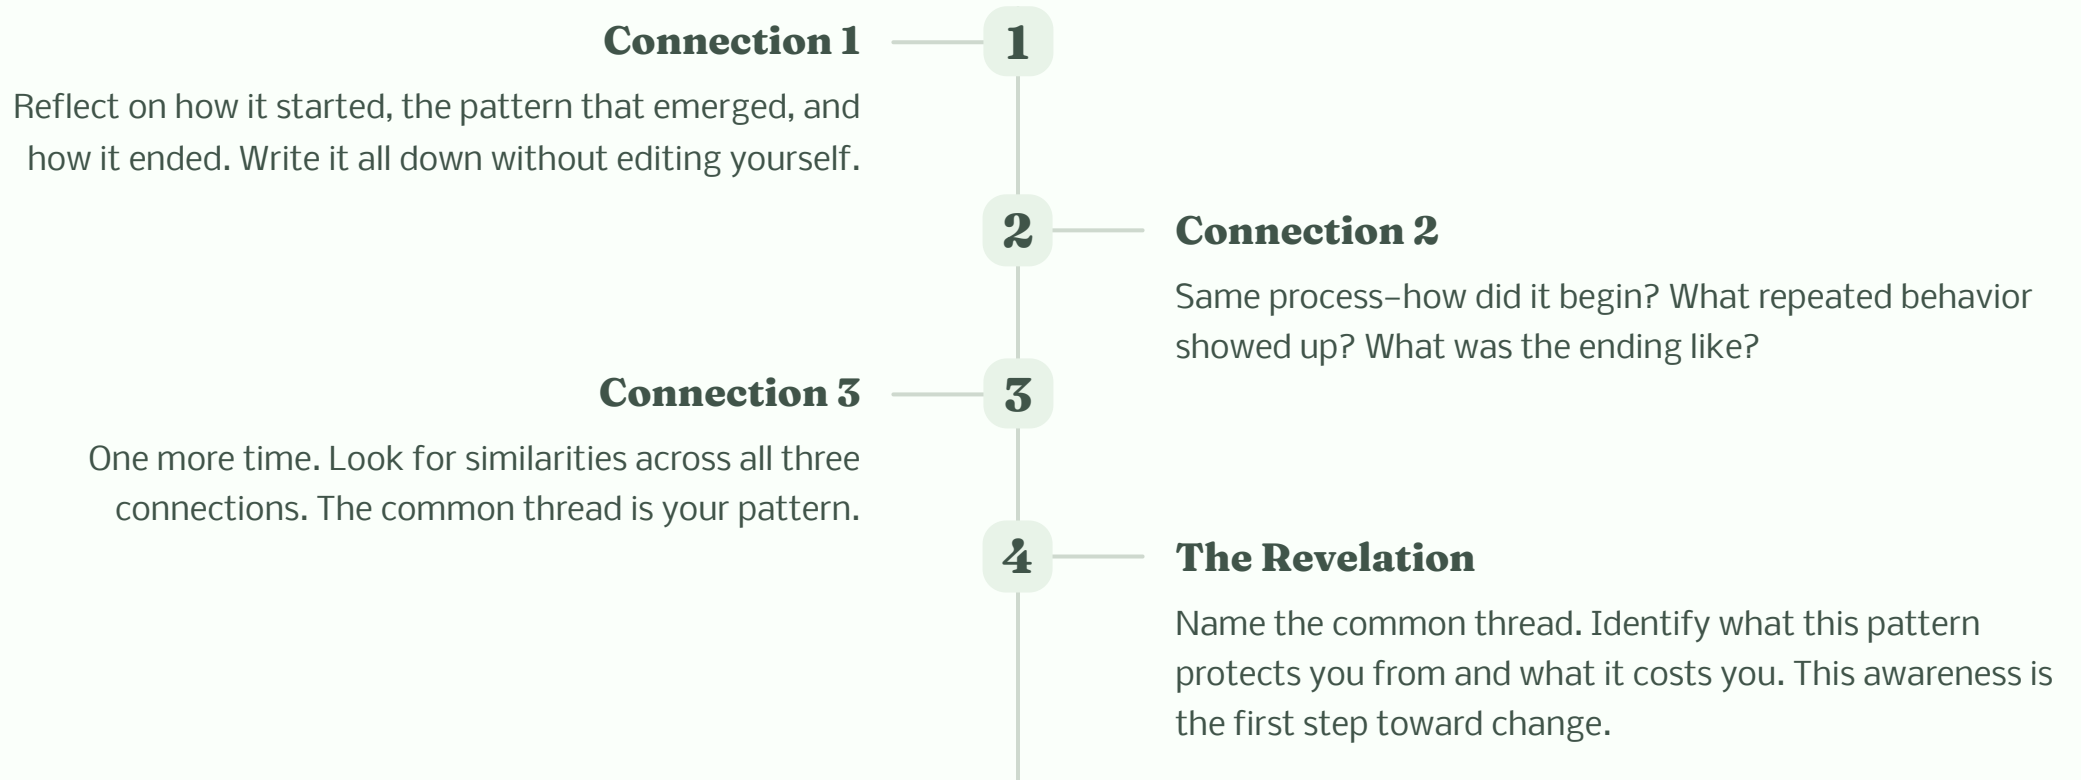 Connection 1
1
Reflect on how it started, the pattern that emerged, and
how it ended. Write it all down without editing yourself.
2
Connection 2
Same process—how did it begin? What repeated behavior
showed up? What was the ending like?
Connection 3
3
One more time. Look for similarities across all three
connections. The common thread is your pattern.
4
The Revelation
Name the common thread. Identify what this pattern
protects you from and what it costs you. This awareness is
the first step toward change.